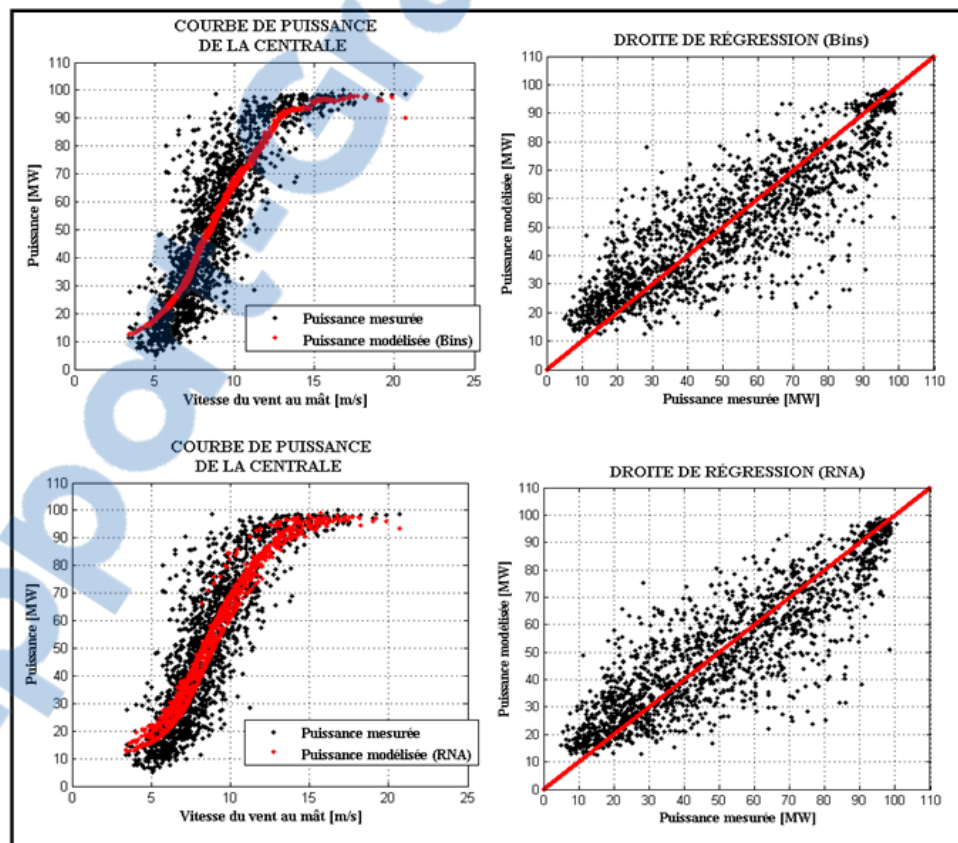 COURBE DE PUISSANCE
DE LA CENTRALE
Puissance [MW]
110
100
90
80
70
60
50
40
30
20
10
0
0 5 10 15 20 25
Vitesse du vent au mât [m/s]
Puissance mesurée
Puissance modélisée (Bins)
DROITE DE RÉGRESSION (Bins)
Puissance modélisée [MW]
110
100
90
80
70
60
50
40
30
20
10
0
0 10 20 30 40 50 60 70 80 90 100 110
Puissance mesurée [MW]
COURBE DE PUISSANCE
DE LA CENTRALE
Puissance [MW]
110
100
90
80
70
60
50
40
30
20
10
0
0 5 10 15 20 25
Vitesse du vent au mât [m/s]
Puissance mesurée
Puissance modélisée (RNA)
DROITE DE RÉGRESSION (RNA)
Puissance modélisée [MW]
110
100
90
80
70
60
50
40
30
20
10
0
0 10 20 30 40 50 60 70 80 90 100 110
Puissance mesurée [MW]